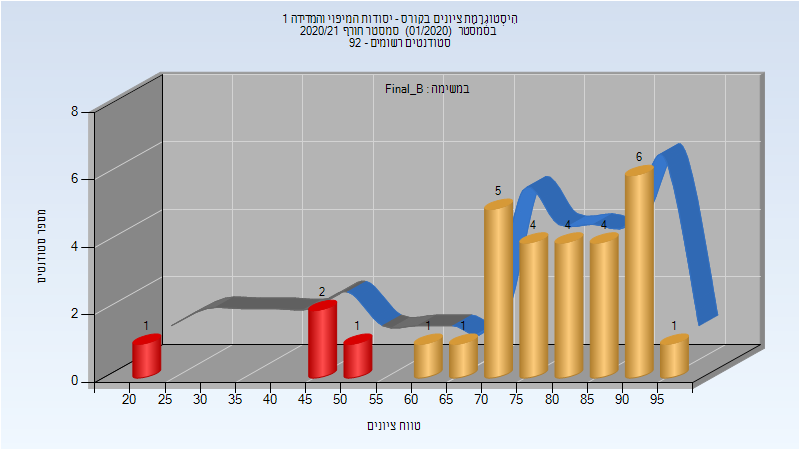 היסטוגרמת ציונים בקורס - יסודות המיפוי והמדידה 1
בסמסטר (01/2020) סמסטר חורף 2020/21
סטודנטים רשומים - 92
במשימה : Final_B
מספר סטודנטים
8
6
4
2
0
1
2
1
1
1
5
4
4
4
6
1
20 25 30 35 40 45 50 55 60 65 70 75 80 85 90 95
טווח ציונים